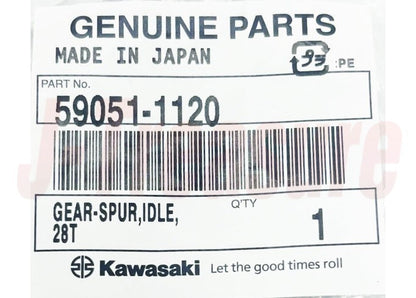 GENUINE PARTS
MADE IN JAPAN
:PE
PART No.
59051-1120
GEAR-SPUR,IDLE,
28T
Q'TY
1
Kawasaki Let the good times roll